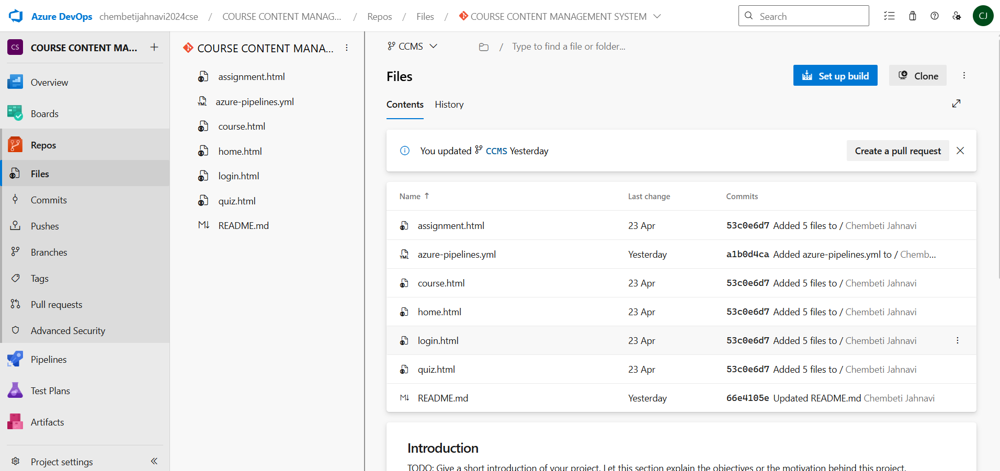 Azure DevOps chembetijahnavi2024cse / COURSE CONTENT MANAG... / Repos / Files / COURSE CONTENT MANAGEMENT SYSTEM
Search
CJ
CS COURSE CONTENT MA... +
Overview
Boards
Repos
Files
Commits
Pushes
Branches
Tags
Pull requests
Advanced Security
Pipelines
Test Plans
Artifacts
Project settings
COURSE CONTENT MANA...
assignment.html
YML azure-pipelines.yml
course.html
home.html
login.html
quiz.html
M↓ README.md
CCMS
/ Type to find a file or folder...
Files
Set up build
Clone
Contents History
You updated CCMS Yesterday
Create a pull request
Name ↑ Last change Commits
assignment.html 23 Apr 53c0e6d7 Added 5 files to / Chembeti Jahnavi
YML azure-pipelines.yml Yesterday a1b0d4ca Added azure-pipelines.yml to / Chemb...
course.html 23 Apr 53c0e6d7 Added 5 files to / Chembeti Jahnavi
home.html 23 Apr 53c0e6d7 Added 5 files to / Chembeti Jahnavi
login.html 23 Apr 53c0e6d7 Added 5 files to / Chembeti Jahnavi
quiz.html 23 Apr 53c0e6d7 Added 5 files to / Chembeti Jahnavi
M↓ README.md Yesterday 66e4105e Updated README.md Chembeti Jahnavi
Introduction
TODO: Give a short introduction of your project. Let this section explain the objectives or the motivation behind this project.